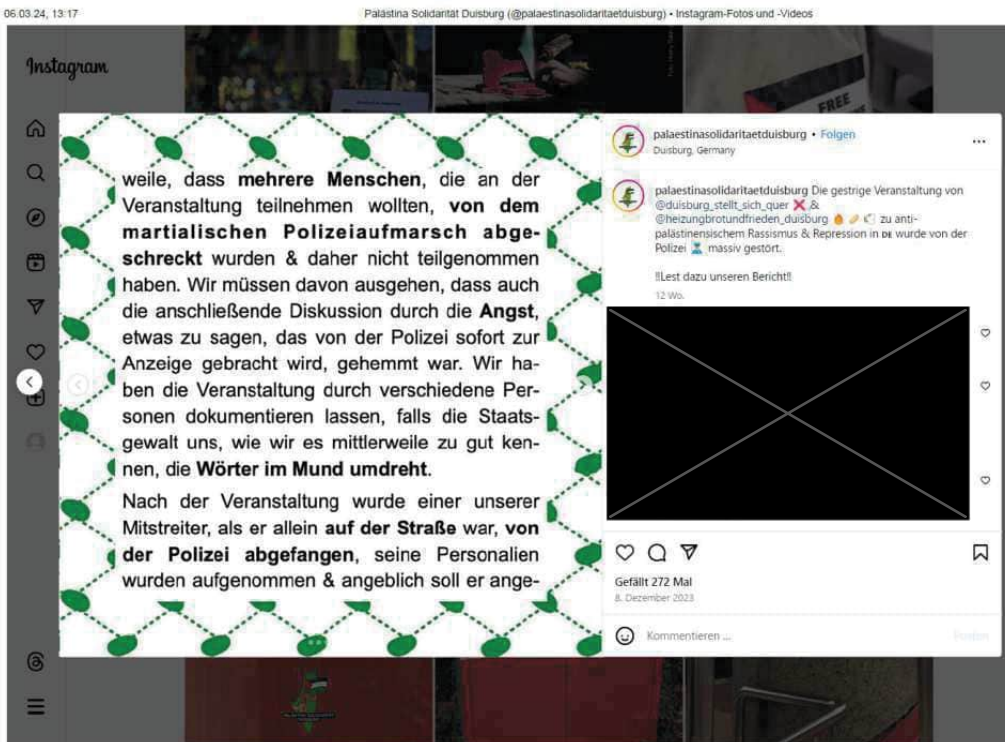 06.03.24, 13:17
Palästina Solidarität Duisburg (@palaestinasolidaritaetduisburg) • Instagram-Fotos und -Videos
Instagram
FREE
weile, dass mehrere Menschen, die an der
Veranstaltung teilnehmen wollten, von dem
martialischen Polizeiaufmarsch abge-
schreckt wurden & daher nicht teilgenommen
haben. Wir müssen davon ausgehen, dass auch
die anschließende Diskussion durch die Angst,
etwas zu sagen, das von der Polizei sofort zur
Anzeige gebracht wird, gehemmt war. Wir ha-
ben die Veranstaltung durch verschiedene Per-
sonen dokumentieren lassen, falls die Staats-
gewalt uns, wie wir es mittlerweile zu gut ken-
nen, die Wörter im Mund umdreht.
Nach der Veranstaltung wurde einer unserer
Mitstreiter, als er allein auf der Straße war, von
der Polizei abgefangen, seine Personalien
wurden aufgenommen & angeblich soll er ange-
palaestinasolidaritaetduisburg • Folgen
Duisburg, Germany
palaestinasolidaritaetduisburg Die gestrige Veranstaltung von
@duisburg_stellt_sich_quer ❌ &
@heizungbrotundfrieden_duisburg 🔥 🥖 🕊 zu anti-
palästinensischem Rassismus & Repression in DE wurde von der
Polizei massiv gestört.
‼Lest dazu unseren Bericht‼
12 Wo.
Gefällt 272 Mal
8. Dezember 2023
Kommentieren ...
Posten